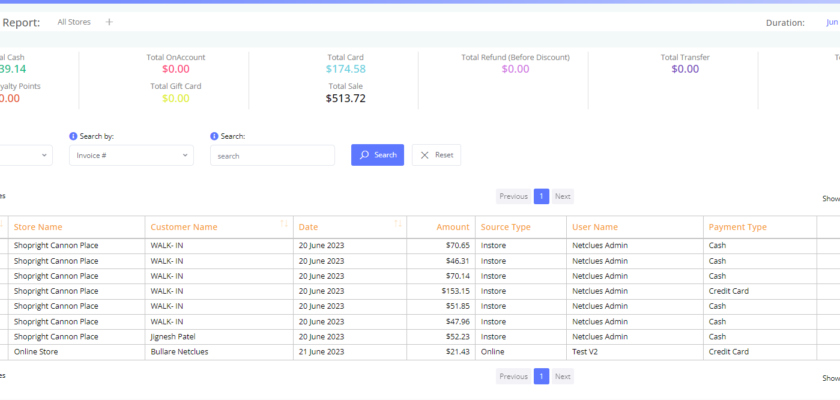 Report: All Stores + Duration: Jun
al Cash Total OnAccount Total Card Total Refund (Before Discount) Total Transfer
39.14 $0.00 $174.58 $0.00 $0.00
yalty Points Total Gift Card Total Sale
0.00 $0.00 $513.72
Search by: Search:
Invoice # search Search Reset
es Previous 1 Next Show
Store Name Customer Name Date Amount Source Type User Name Payment Type
Shopright Cannon Place WALK- IN 20 June 2023 $70.65 Instore Netclues Admin Cash
Shopright Cannon Place WALK- IN 20 June 2023 $46.31 Instore Netclues Admin Cash
Shopright Cannon Place WALK- IN 20 June 2023 $70.14 Instore Netclues Admin Cash
Shopright Cannon Place WALK- IN 20 June 2023 $153.15 Instore Netclues Admin Credit Card
Shopright Cannon Place WALK- IN 20 June 2023 $51.85 Instore Netclues Admin Cash
Shopright Cannon Place WALK- IN 20 June 2023 $47.96 Instore Netclues Admin Cash
Shopright Cannon Place Jignesh Patel 20 June 2023 $52.23 Instore Netclues Admin Cash
Online Store Bullare Netclues 21 June 2023 $21.43 Online Test V2 Credit Card
es Previous 1 Next Show